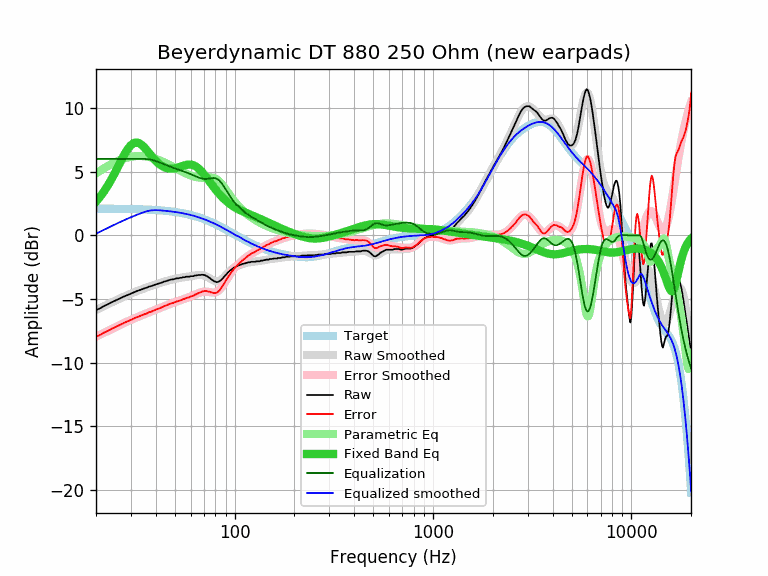 Beyerdynamic DT 880 250 Ohm (new earpads)
Amplitude (dBr)
10
5
0
−5
−10
−15
−20
Target
Raw Smoothed
Error Smoothed
Raw
Error
Parametric Eq
Fixed Band Eq
Equalization
Equalized smoothed
100 1000 10000
Frequency (Hz)